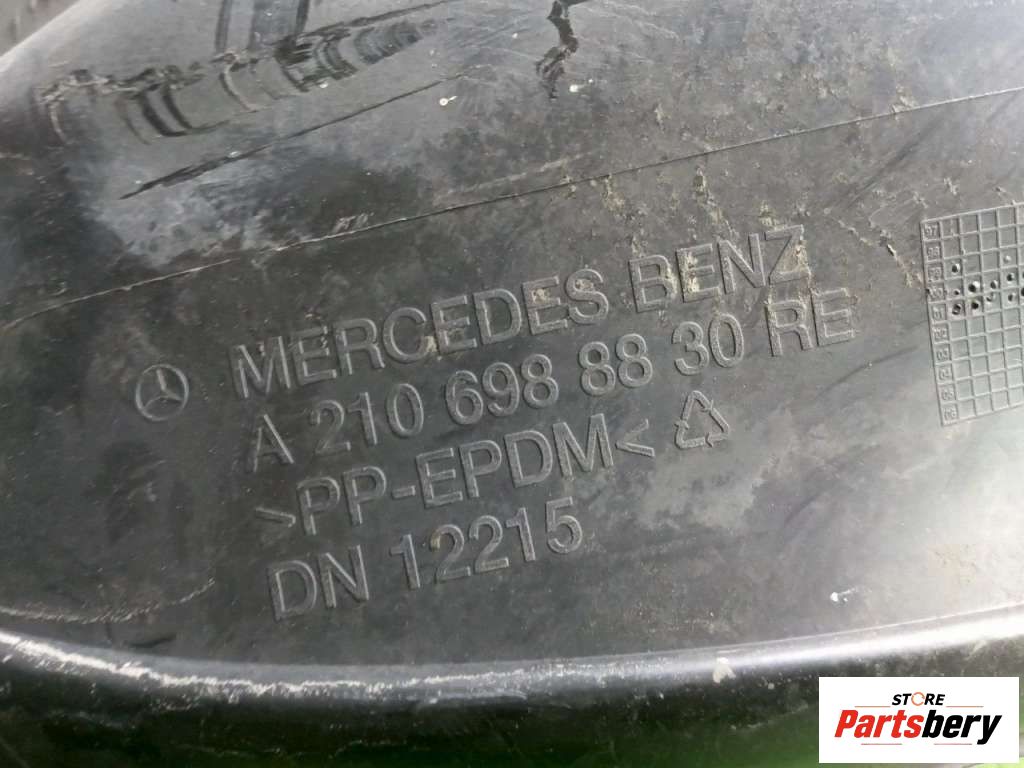 MERCEDES BENZ
A 210 698 88 30 RE
>PP-EPDM<
DN 12215
STORE
Partsbery